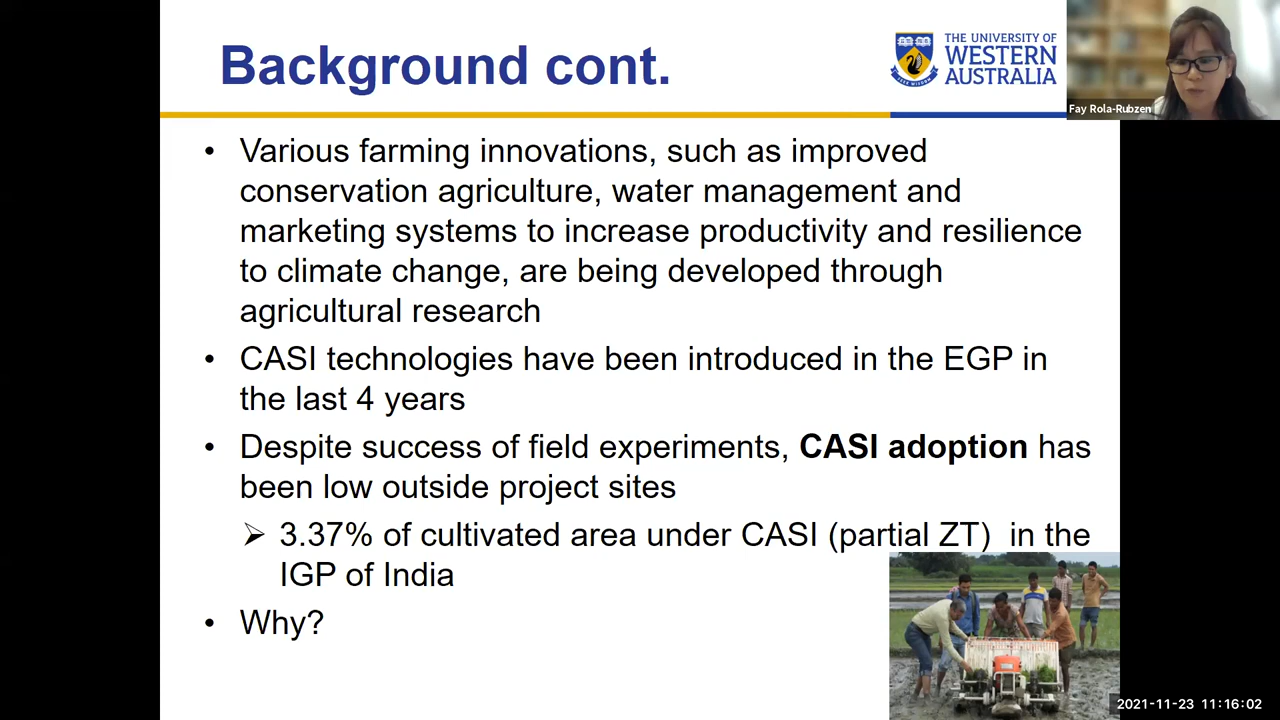 Background cont.
THE UNIVERSITY OF
WESTERN
AUSTRALIA
Fay Rola-Rubzen
• Various farming innovations, such as improved
conservation agriculture, water management and
marketing systems to increase productivity and resilience
to climate change, are being developed through
agricultural research
• CASI technologies have been introduced in the EGP in
the last 4 years
• Despite success of field experiments, CASI adoption has
been low outside project sites
➢ 3.37% of cultivated area under CASI (partial ZT) in the
IGP of India
• Why?
2021-11-23 11:16:02